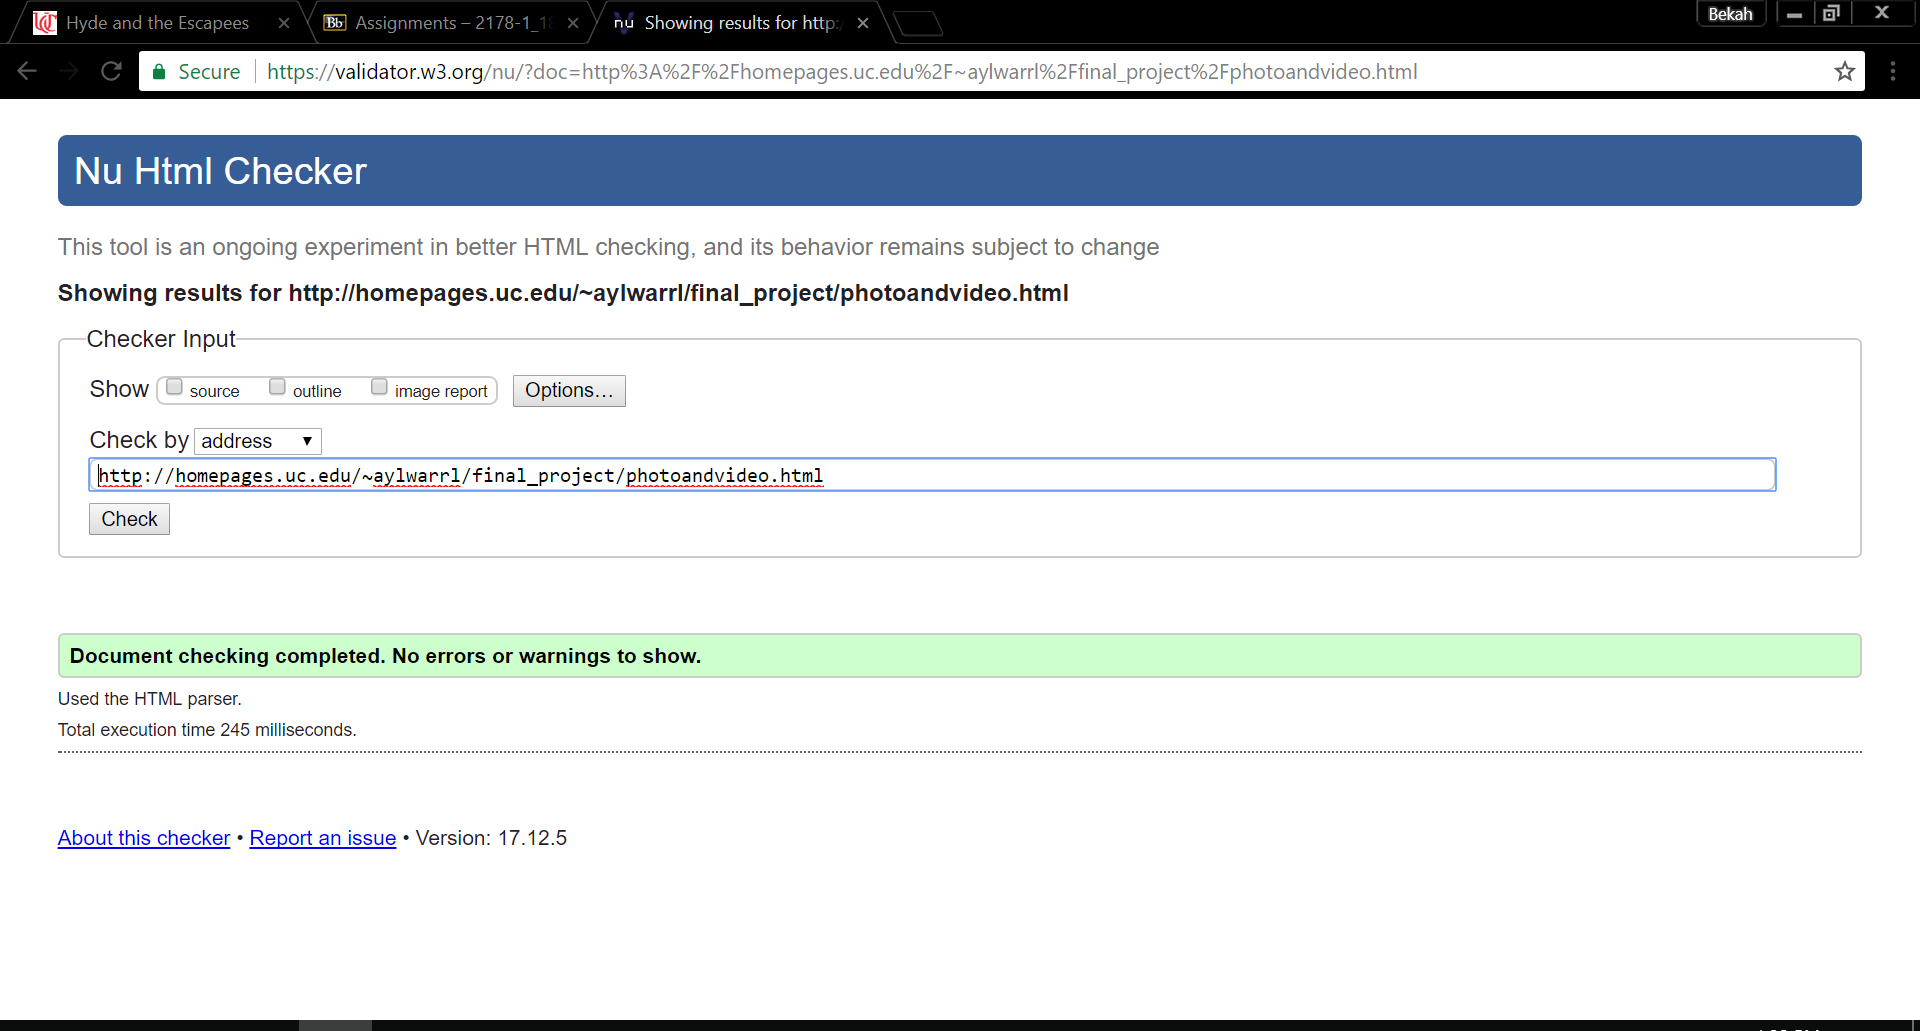 Hyde and the Escapees
Bb Assignments – 2178-1_18
nu Showing results for http:/
Bekah
Secure https://validator.w3.org/nu/?doc=http%3A%2F%2Fhomepages.uc.edu%2F~aylwarrl%2Ffinal_project%2Fphotoandvideo.html
Nu Html Checker
This tool is an ongoing experiment in better HTML checking, and its behavior remains subject to change
Showing results for http://homepages.uc.edu/~aylwarrl/final_project/photoandvideo.html
Checker Input
Show source outline image report Options…
Check by address
http://homepages.uc.edu/~aylwarrl/final_project/photoandvideo.html
Check
Document checking completed. No errors or warnings to show.
Used the HTML parser.
Total execution time 245 milliseconds.
About this checker • Report an issue • Version: 17.12.5